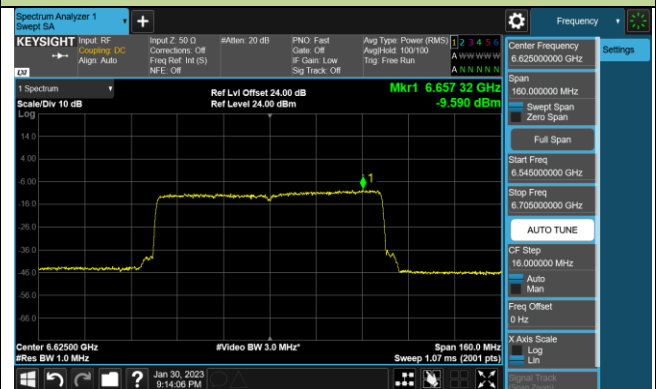 Spectrum Analyzer 1
Swept SA
+
Frequency
KEYSIGHT
Input: RF
Coupling: DC
Align: Auto
Input Z: 50 Ω
Corrections: Off
Freq Ref: Int (S)
NFE: Off
#Atten: 20 dB
PNO: Fast
Gate: Off
IF Gain: Low
Sig Track: Off
Avg Type: Power (RMS)
Avg|Hold: 100/100
Trig: Free Run
1 2 3 4 5 6
A W W W W W
A N N N N N
LXI
1 Spectrum
Scale/Div 10 dB
Log
Ref Lvl Offset 24.00 dB
Ref Level 24.00 dBm
Mkr1 6.657 32 GHz
-9.590 dBm
14.0
4.00
-6.00
-16.0
-26.0
-36.0
-46.0
-56.0
-66.0
1
Center 6.62500 GHz
#Res BW 1.0 MHz
#Video BW 3.0 MHz*
Span 160.0 MHz
Sweep 1.07 ms (2001 pts)
Center Frequency
6.625000000 GHz
Span
160.000000 MHz
Swept Span
Zero Span
Full Span
Start Freq
6.545000000 GHz
Stop Freq
6.705000000 GHz
AUTO TUNE
CF Step
16.000000 MHz
Auto
Man
Freq Offset
0 Hz
X Axis Scale
Log
Lin
Signal Track
(Span Zoom)
Settings
?
Jan 30, 2023
9:14:06 PM